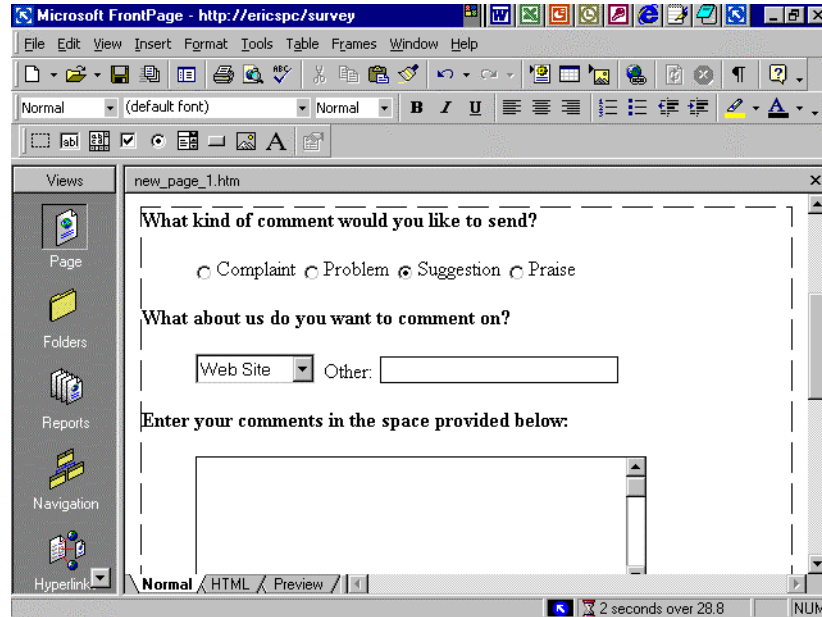 Microsoft FrontPage - http://ericspc/survey
File Edit View Insert Format Tools Table Frames Window Help
Normal (default font) Normal B I U A
abl A
Views new_page_1.htm
Page
Folders
Reports
Navigation
Hyperlink
What kind of comment would you like to send?
Complaint Problem Suggestion Praise
What about us do you want to comment on?
Web Site Other:
Enter your comments in the space provided below:
Normal HTML Preview
2 seconds over 28.8 NUM